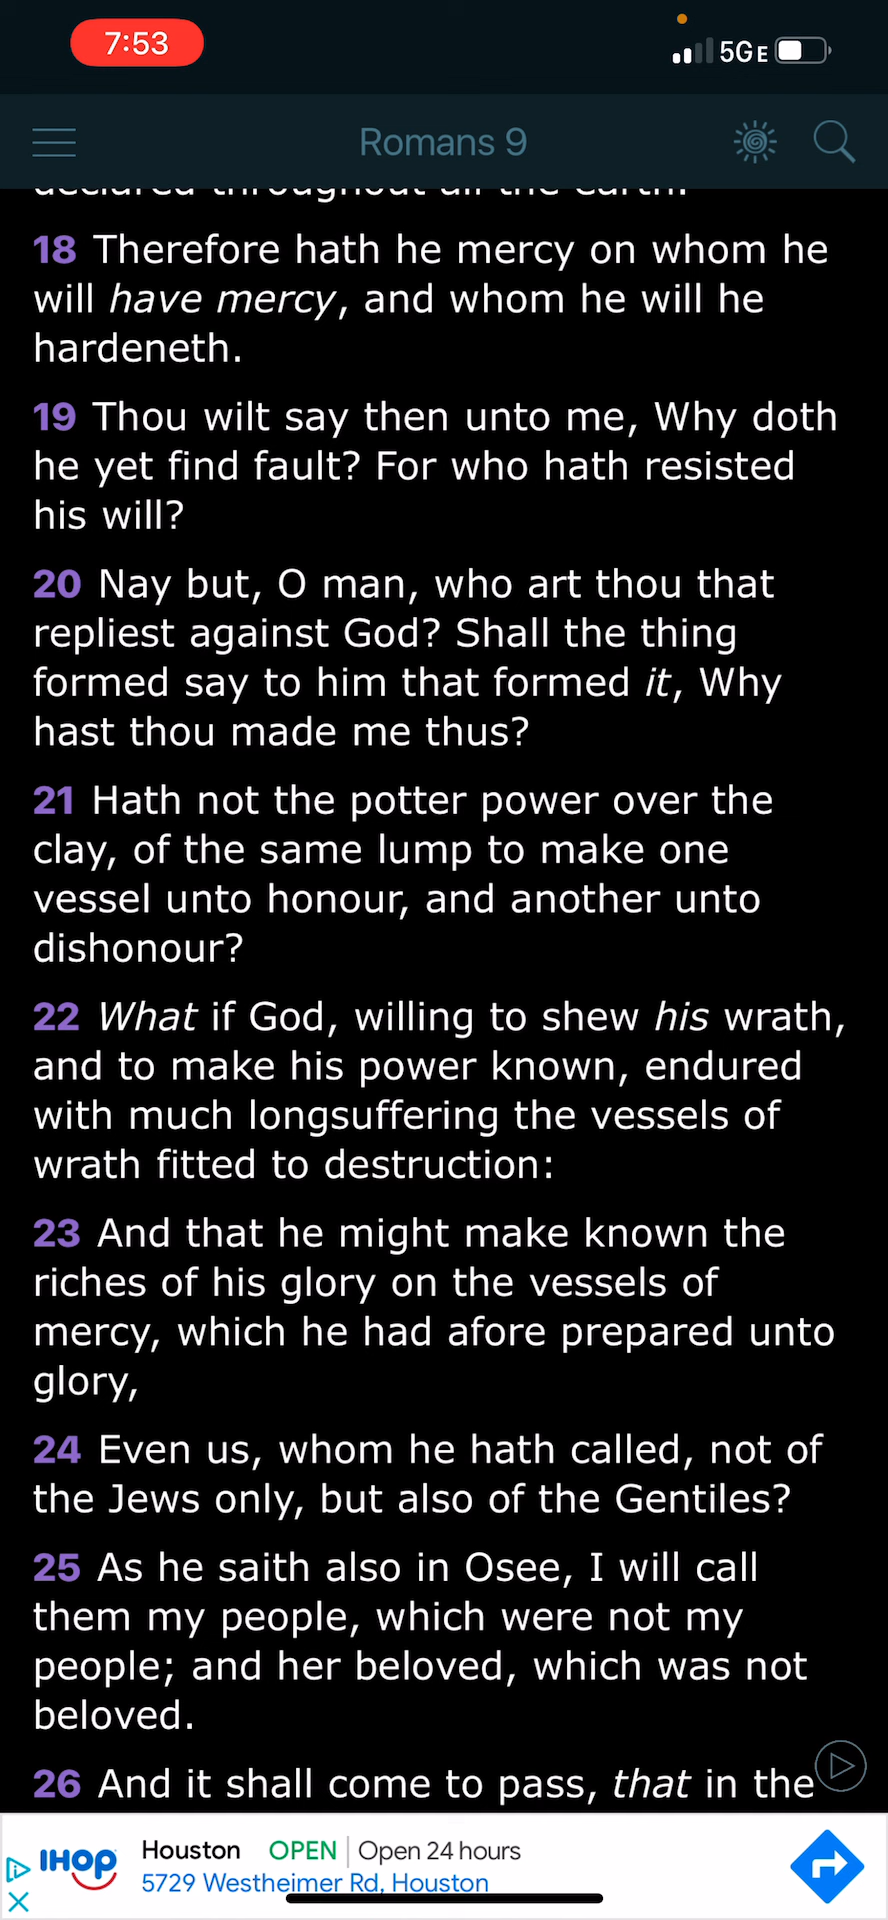 7:53
5GE
Romans 9
declared throughout all the earth.
18 Therefore hath he mercy on whom he
will have mercy, and whom he will he
hardeneth.
19 Thou wilt say then unto me, Why doth
he yet find fault? For who hath resisted
his will?
20 Nay but, O man, who art thou that
repliest against God? Shall the thing
formed say to him that formed it, Why
hast thou made me thus?
21 Hath not the potter power over the
clay, of the same lump to make one
vessel unto honour, and another unto
dishonour?
22 What if God, willing to shew his wrath,
and to make his power known, endured
with much longsuffering the vessels of
wrath fitted to destruction:
23 And that he might make known the
riches of his glory on the vessels of
mercy, which he had afore prepared unto
glory,
24 Even us, whom he hath called, not of
the Jews only, but also of the Gentiles?
25 As he saith also in Osee, I will call
them my people, which were not my
people; and her beloved, which was not
beloved.
26 And it shall come to pass, that in the
IHOP
Houston OPEN Open 24 hours
5729 Westheimer Rd, Houston